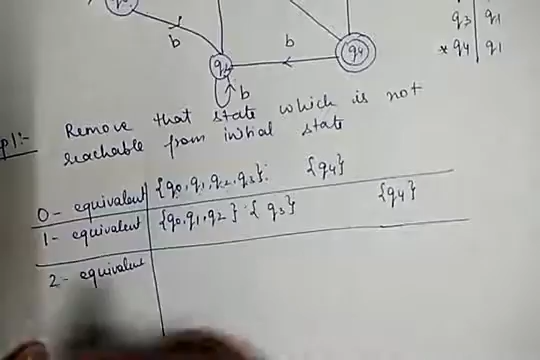 b
q3 q1
* q4 q1
q4
b
b
Remove that state which is not
reachable from initial state
0- equivalent {q0, q1, q2, q3} {q4}
1- equivalent {q0, q1, q2} {q3} {q4}
2- equivalent